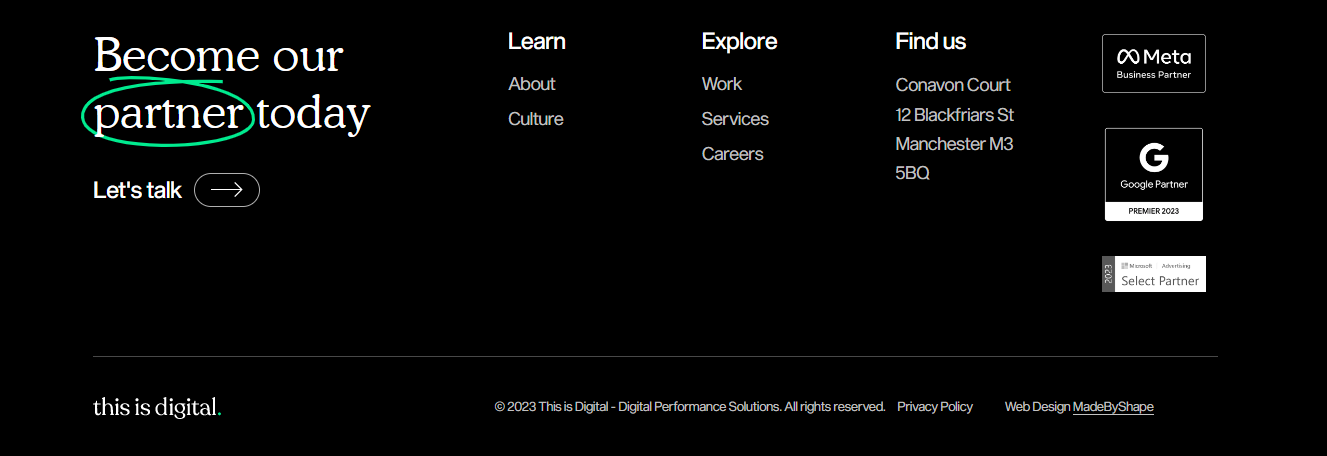 Become our
partner today
Let's talk
Learn
About
Culture
Explore
Work
Services
Careers
Find us
Conavon Court
12 Blackfriars St
Manchester M3
5BQ
Meta
Business Partner
G
Google Partner
PREMIER 2023
2023
Microsoft Advertising
Select Partner
this is digital.
© 2023 This is Digital - Digital Performance Solutions. All rights reserved. Privacy Policy Web Design MadeByShape